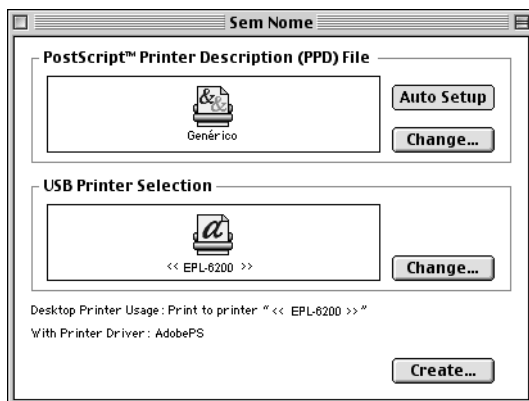 Sem Nome
PostScript™ Printer Description (PPD) File
Genérico
Auto Setup
Change...
USB Printer Selection
<< EPL-6200 >>
Change...
Desktop Printer Usage : Print to printer "<< EPL-6200 >>"
With Printer Driver : AdobePS
Create...